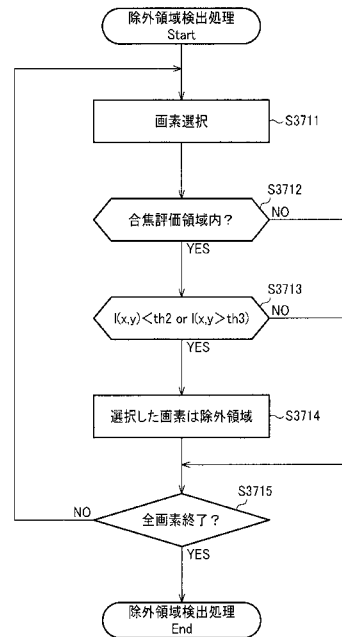 除外領域検出処理
Start
画素選択
S3711
合焦評価領域内?
S3712
NO
YES
I(x,y)<th2 or I(x,y>th3)
S3713
NO
YES
選択した画素は除外領域
S3714
全画素終了?
S3715
NO
YES
除外領域検出処理
End